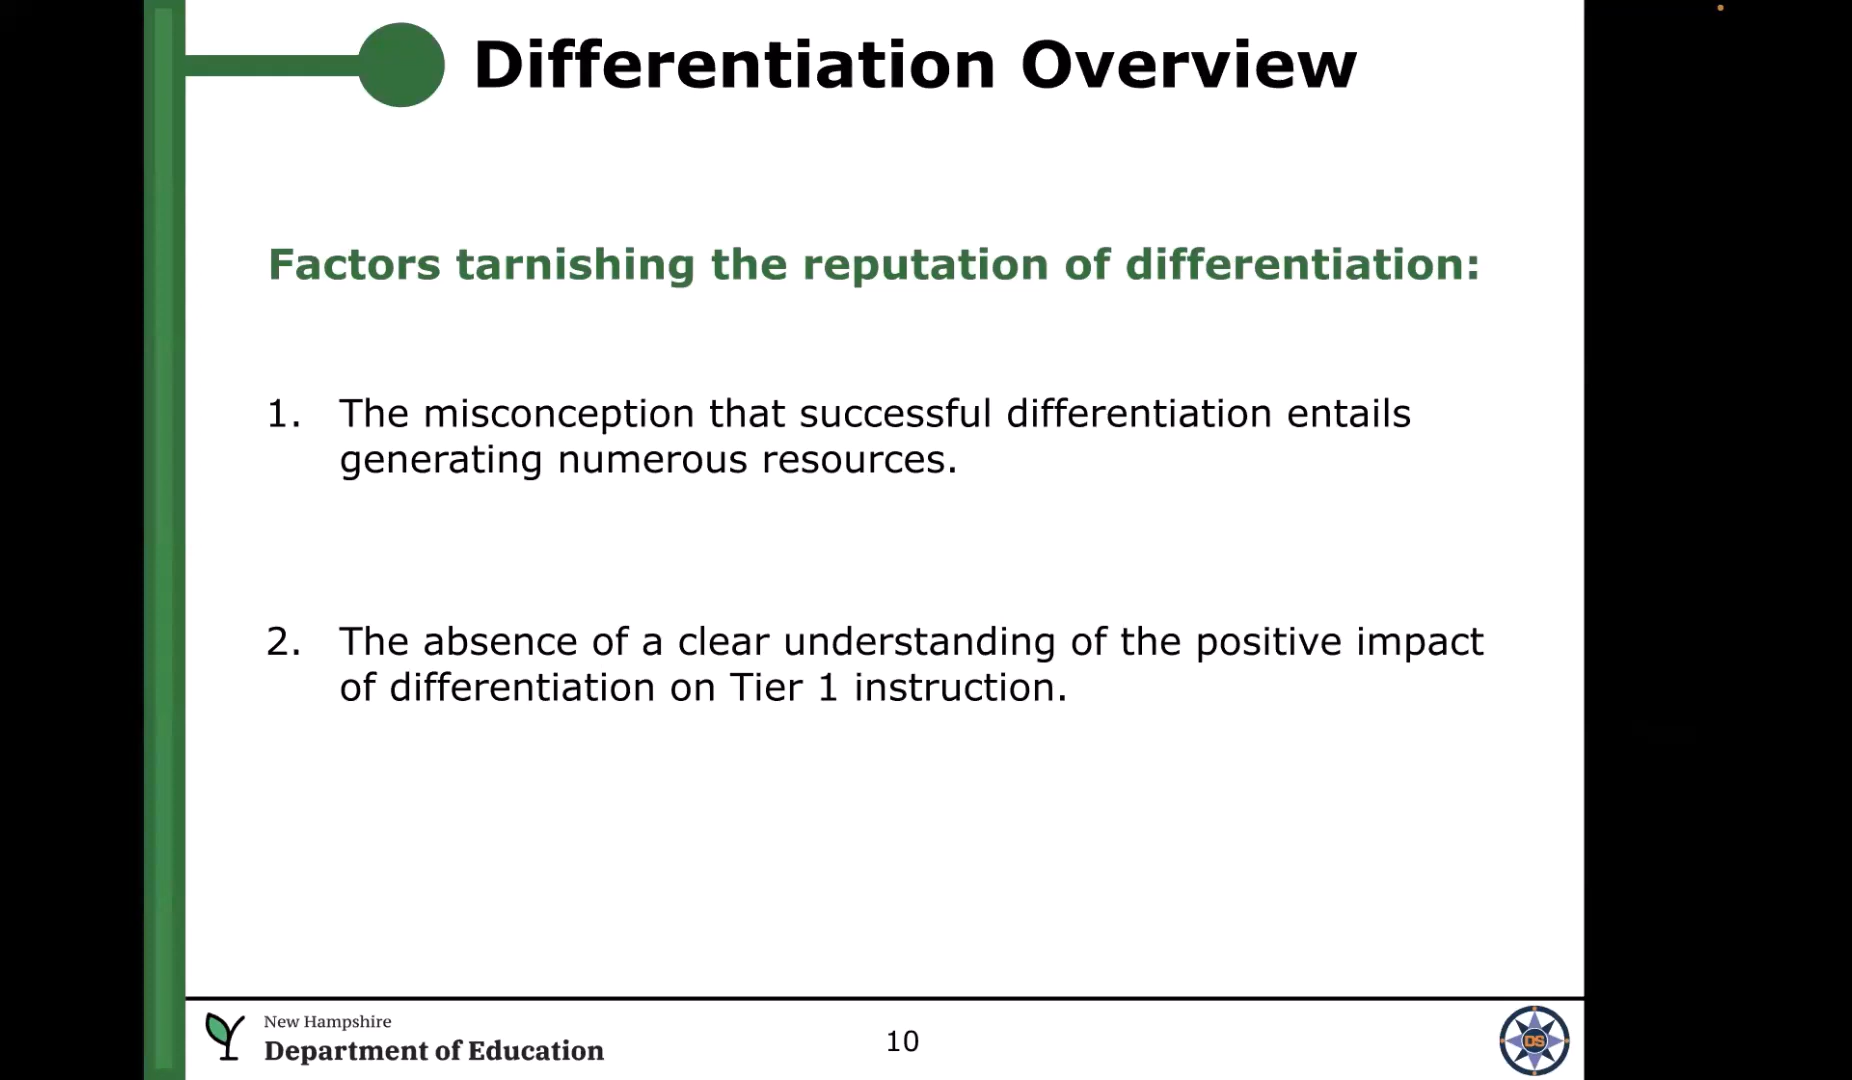 Differentiation Overview
Factors tarnishing the reputation of differentiation:
1. The misconception that successful differentiation entails
generating numerous resources.
2. The absence of a clear understanding of the positive impact
of differentiation on Tier 1 instruction.
New Hampshire
Department of Education
10
DS